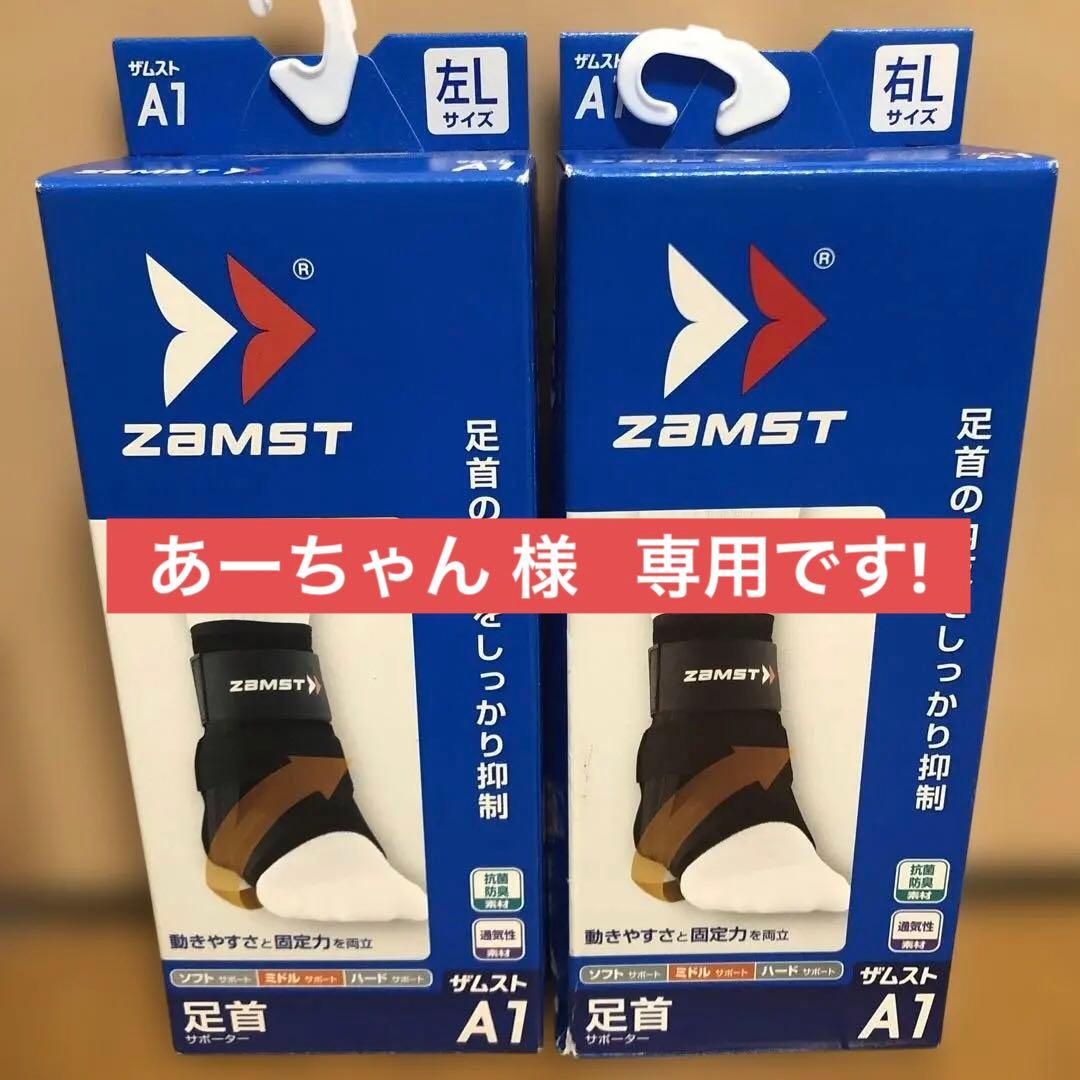 ザムスト
A1
左L
サイズ
ZAMST
A1
®
ZAMST
足首の
をしっかり抑制
ZAMST
動きやすさと固定力を両立
抗菌
防臭
素材
通気性
素材
ソフト サポート ミドル サポート ハード サポート
足首
サポーター
ザムスト
A1
ザムスト
A1
右L
サイズ
ZAMST
A1
®
ZAMST
足首の
しっかり抑制
ZAMST
動きやすさと固定力を両立
抗菌
防臭
素材
通気性
素材
ソフト サポート ミドル サポート ハード サポート
足首
サポーター
ザムスト
A1
あーちゃん 様 専用です!